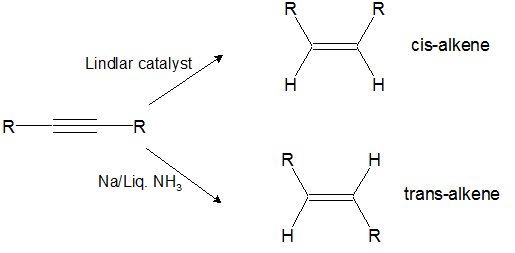 R R
Lindlar catalyst
cis-alkene
H H
R R
Na/Liq. NH₃
R H
trans-alkene
H R